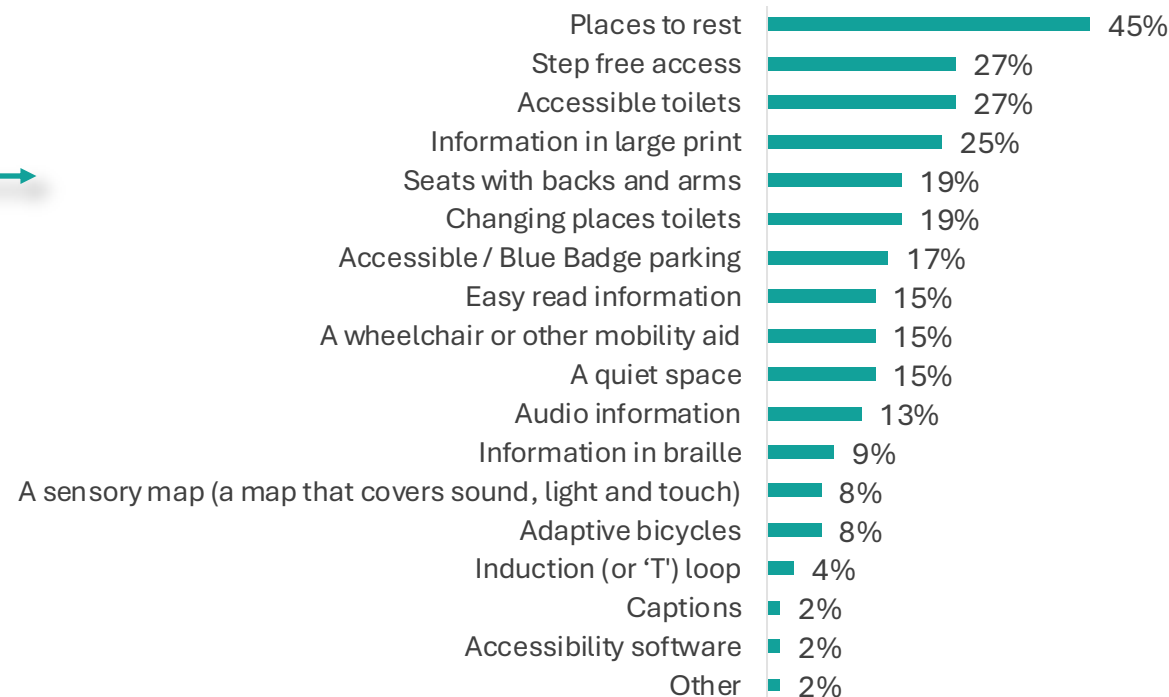 Places to rest 45%
Step free access 27%
Accessible toilets 27%
Information in large print 25%
Seats with backs and arms 19%
Changing places toilets 19%
Accessible / Blue Badge parking 17%
Easy read information 15%
A wheelchair or other mobility aid 15%
A quiet space 15%
Audio information 13%
Information in braille 9%
A sensory map (a map that covers sound, light and touch) 8%
Adaptive bicycles 8%
Induction (or ‘T') loop 4%
Captions 2%
Accessibility software 2%
Other 2%